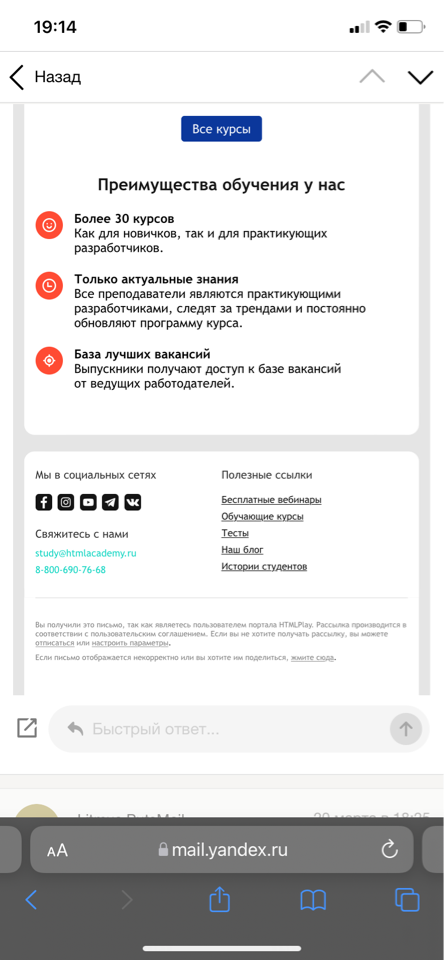 19:14
Назад
Все курсы
Преимущества обучения у нас
Более 30 курсов
Как для новичков, так и для практикующих
разработчиков.
Только актуальные знания
Все преподаватели являются практикующими
разработчиками, следят за трендами и постоянно
обновляют программу курса.
База лучших вакансий
Выпускники получают доступ к базе вакансий
от ведущих работодателей.
Мы в социальных сетях
Свяжитесь с нами
study@htmlacademy.ru
8-800-690-76-68
Полезные ссылки
Бесплатные вебинары
Обучающие курсы
Тесты
Наш блог
Истории студентов
Вы получили это письмо, так как являетесь пользователем портала HTMLPlay. Рассылка производится в
соответствии с пользовательским соглашением. Если вы не хотите получать рассылку, вы можете
отписаться или настроить параметры.
Если письмо отображается некорректно или вы хотите им поделиться, жмите сюда.
Быстрый ответ...
AA
mail.yandex.ru